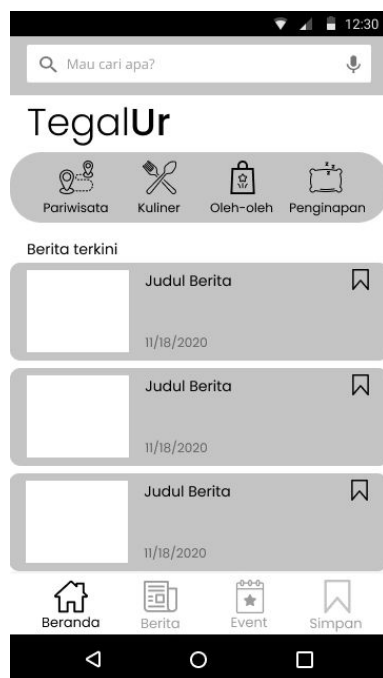 12:30
Mau cari apa?
TegalUr
Pariwisata Kuliner Oleh-oleh Penginapan
Berita terkini
Judul Berita
11/18/2020
Judul Berita
11/18/2020
Judul Berita
11/18/2020
Beranda Berita Event Simpan